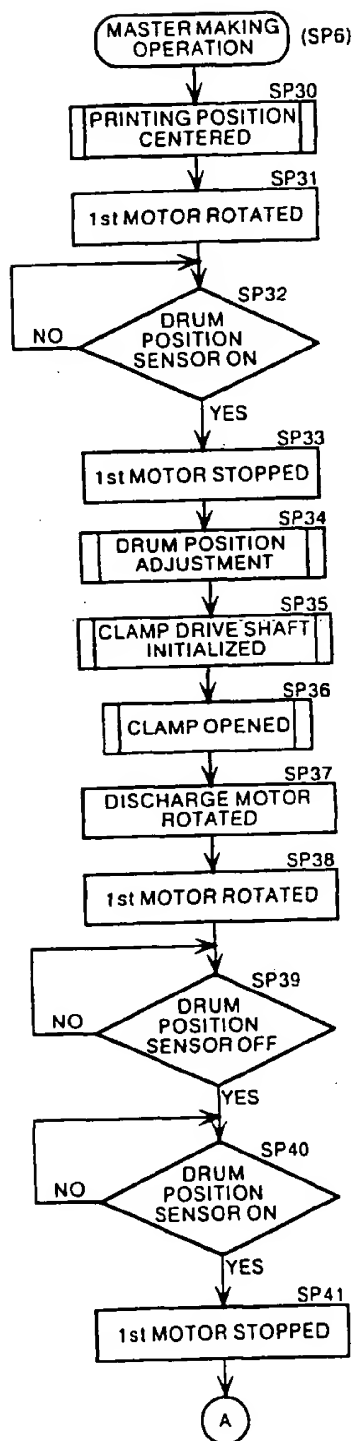 MASTER MAKING
OPERATION
(SP6)
SP30
PRINTING POSITION
CENTERED
SP31
1st MOTOR ROTATED
SP32
DRUM
POSITION
SENSOR ON
NO
YES
SP33
1st MOTOR STOPPED
SP34
DRUM POSITION
ADJUSTMENT
SP35
CLAMP DRIVE SHAFT
INITIALIZED
SP36
CLAMP OPENED
SP37
DISCHARGE MOTOR
ROTATED
SP38
1st MOTOR ROTATED
SP39
DRUM
POSITION
SENSOR OFF
NO
YES
SP40
DRUM
POSITION
SENSOR ON
NO
YES
SP41
1st MOTOR STOPPED
A